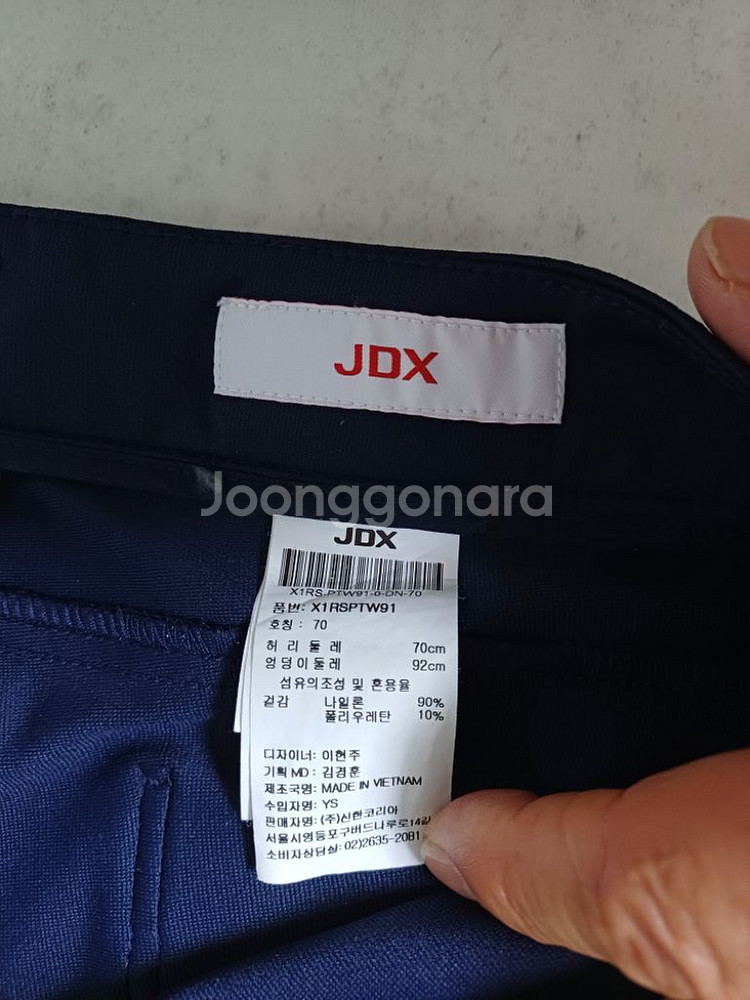 JDX
Joonggonara
JDX
X1RS-PTW91-0-DN-70
품번: X1RSPTW91
호칭 : 70
허 리 둘 레 70cm
엉덩이둘레 92cm
섬유의조성 및 혼용율
겉감 나일론 90%
폴리우레탄 10%
디자이너: 이현주
기획 MD : 김경훈
제조국명: MADE IN VIETNAM
수입자명: YS
판매자명: (주)신한코리아
서울시영등포구버드나루로14길
소비자상담실: 02)2635-2081